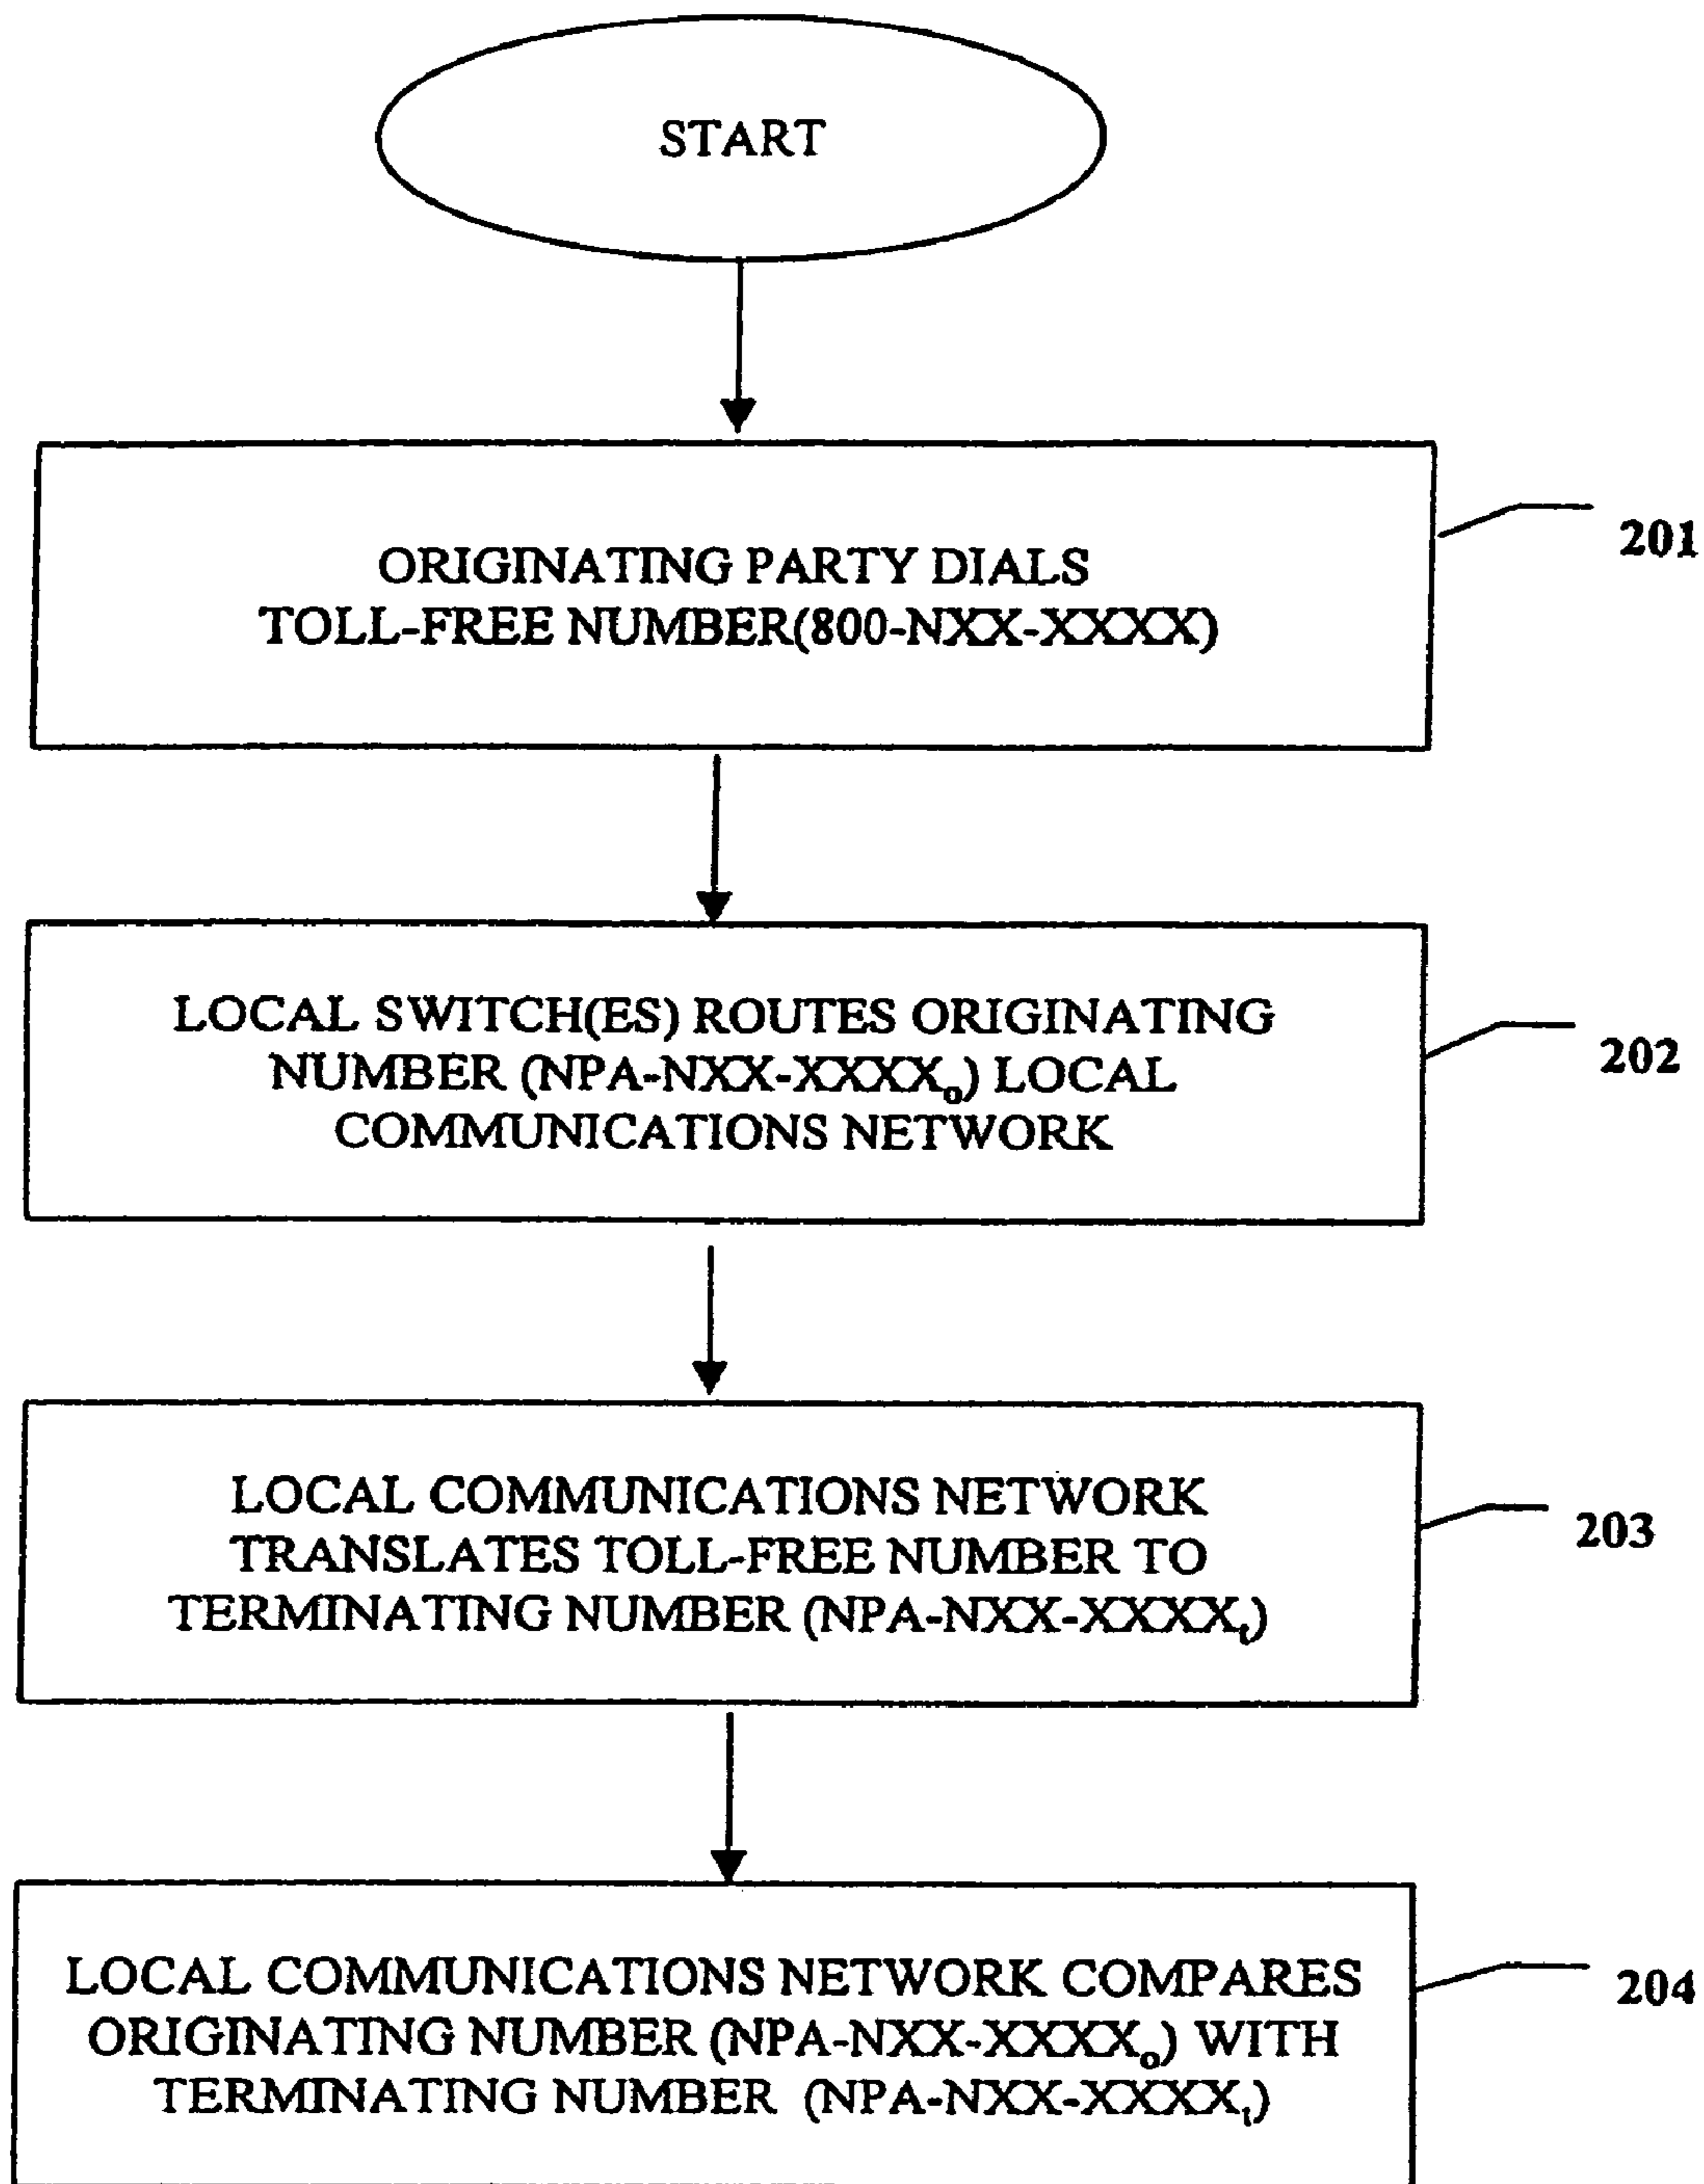 START
ORIGINATING PARTY DIALS
TOLL-FREE NUMBER(800-NXX-XXXX)
201
LOCAL SWITCH(ES) ROUTES ORIGINATING
NUMBER (NPA-NXX-XXXXₒ) LOCAL
COMMUNICATIONS NETWORK
202
LOCAL COMMUNICATIONS NETWORK
TRANSLATES TOLL-FREE NUMBER TO
TERMINATING NUMBER (NPA-NXX-XXXXₜ)
203
LOCAL COMMUNICATIONS NETWORK COMPARES
ORIGINATING NUMBER (NPA-NXX-XXXXₒ) WITH
TERMINATING NUMBER (NPA-NXX-XXXXₜ)
204